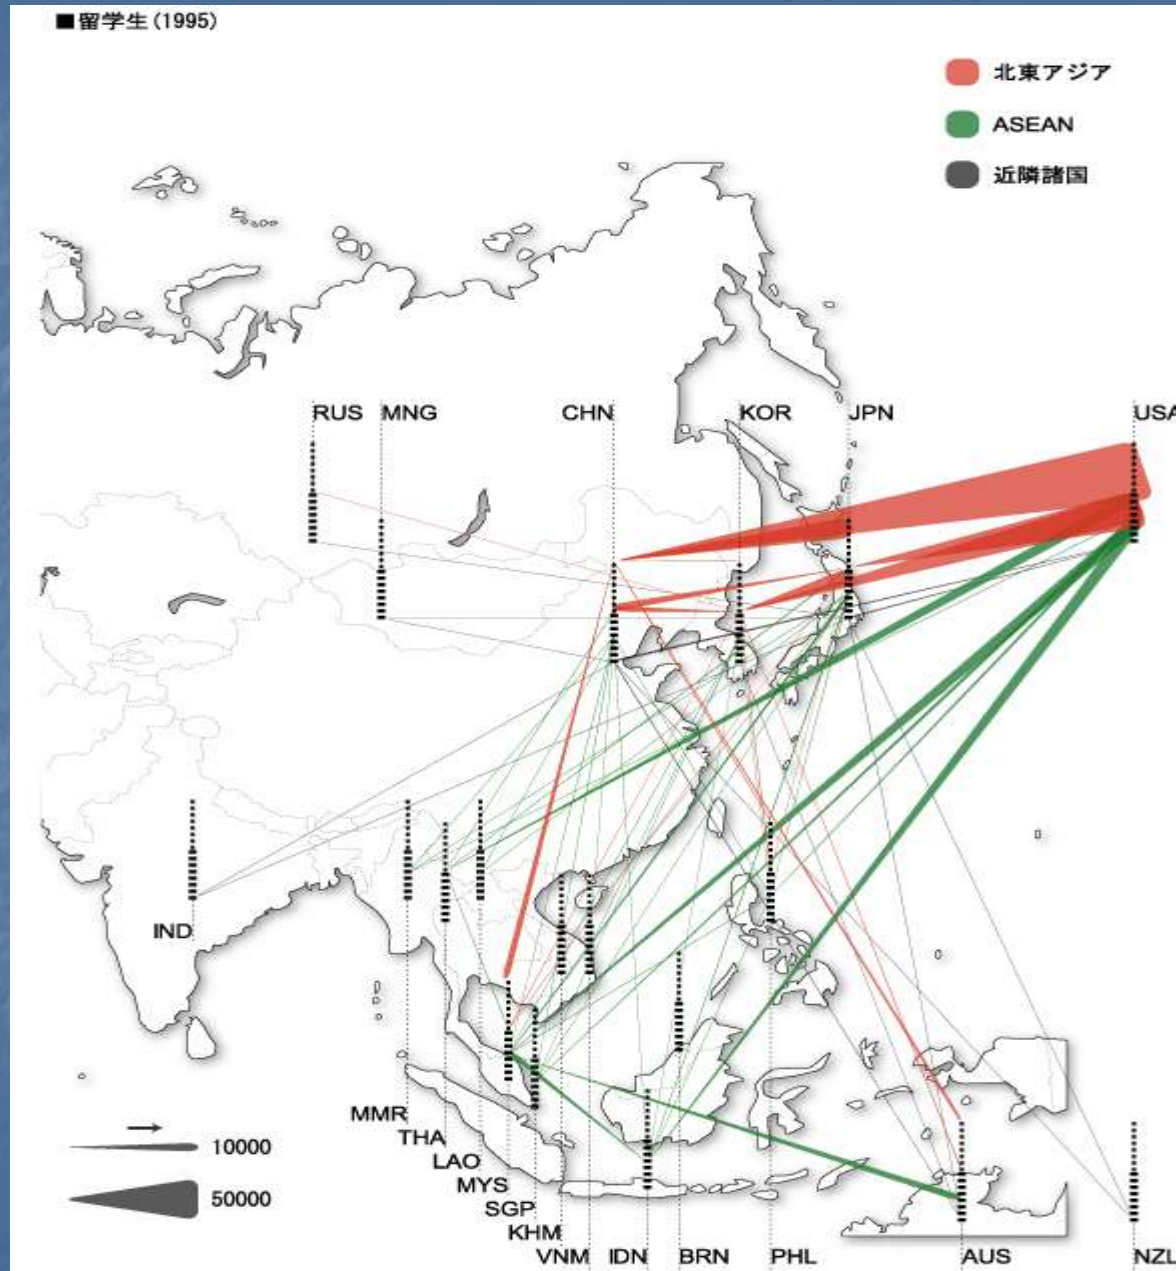 ■留学生(1995)
北東アジア
ASEAN
近隣諸国
RUS MNG CHN KOR JPN USA
IND
MMR
THA
LAO
MYS
SGP
KHM
VNM IDN BRN PHL AUS NZL
10000
50000